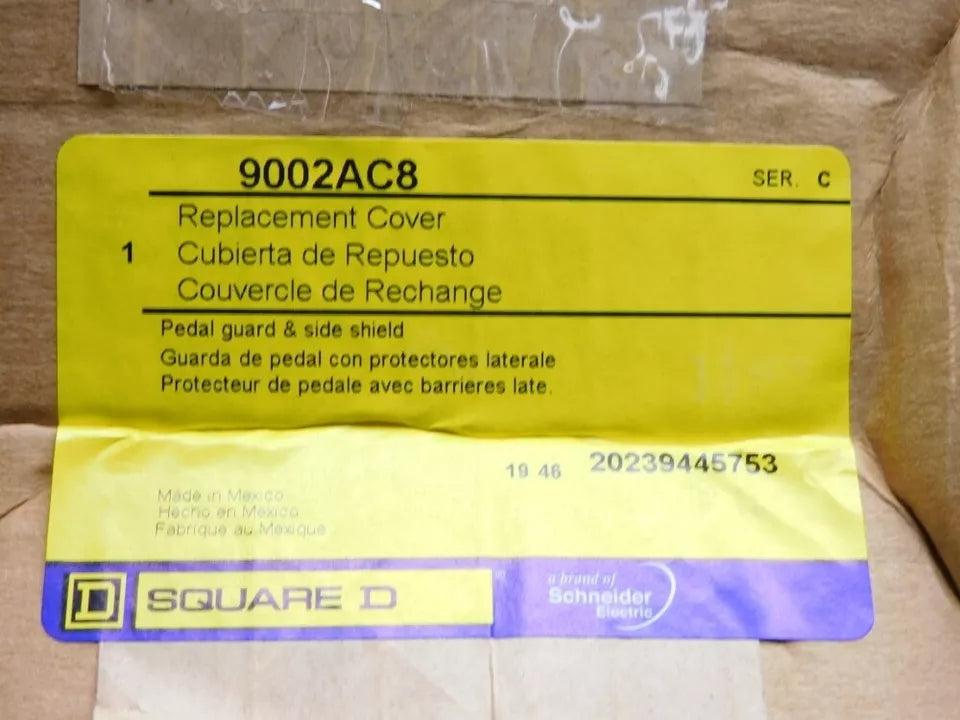 9002AC8 SER. C
Replacement Cover
1 Cubierta de Repuesto
Couvercle de Rechange
Pedal guard & side shield
Guarda de pedal con protectores laterale
Protecteur de pedale avec barrieres late.
19 46 20239445753
Made in Mexico
Hecho en Mexico
Fabrique au Mexique
D SQUARE D
a brand of
Schneider
Electric